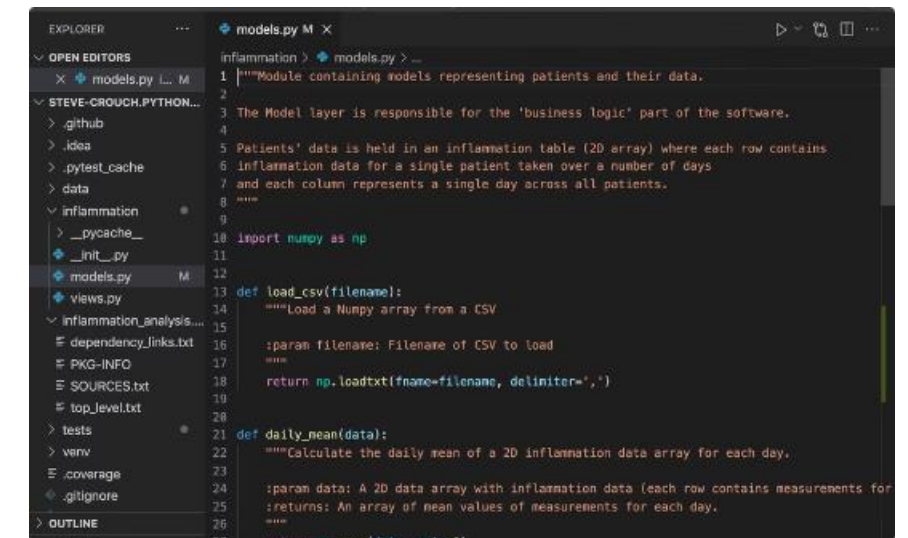 EXPLORER
···
models.py M ×
OPEN EDITORS
inflammation > models.py > ...
× models.py i... M
STEVE-CROUCH.PYTHON...
> .github
> .idea
> .pytest_cache
> data
inflammation
> __pycache__
__init__.py
models.py M
views.py
inflammation_analysis....
dependency_links.txt
PKG-INFO
SOURCES.txt
top_level.txt
> tests
> venv
.coverage
.gitignore
> OUTLINE
1 """Module containing models representing patients and their data.
2
3 The Model layer is responsible for the 'business logic' part of the software.
4
5 Patients' data is held in an inflammation table (2D array) where each row contains
6 inflammation data for a single patient taken over a number of days
7 and each column represents a single day across all patients.
8 """
9
10 import numpy as np
11
12
13 def load_csv(filename):
14 """Load a Numpy array from a CSV
15
16 :param filename: Filename of CSV to load
17 """
18 return np.loadtxt(fname=filename, delimiter=',')
19
20
21 def daily_mean(data):
22 """Calculate the daily mean of a 2D inflammation data array for each day.
23
24 :param data: A 2D data array with inflammation data (each row contains measurements for
25 :returns: An array of mean values of measurements for each day.
26 """